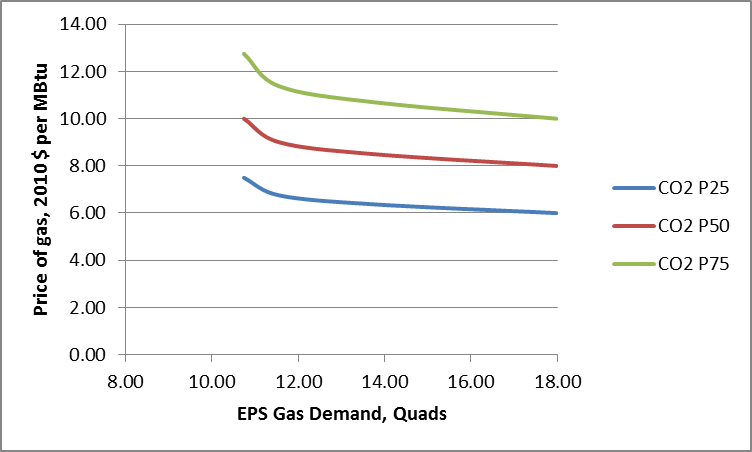 Price of gas, 2010 $ per MBtu
14.00
12.00
10.00
8.00
6.00
4.00
2.00
0.00
8.00 10.00 12.00 14.00 16.00 18.00
EPS Gas Demand, Quads
CO2 P25
CO2 P50
CO2 P75